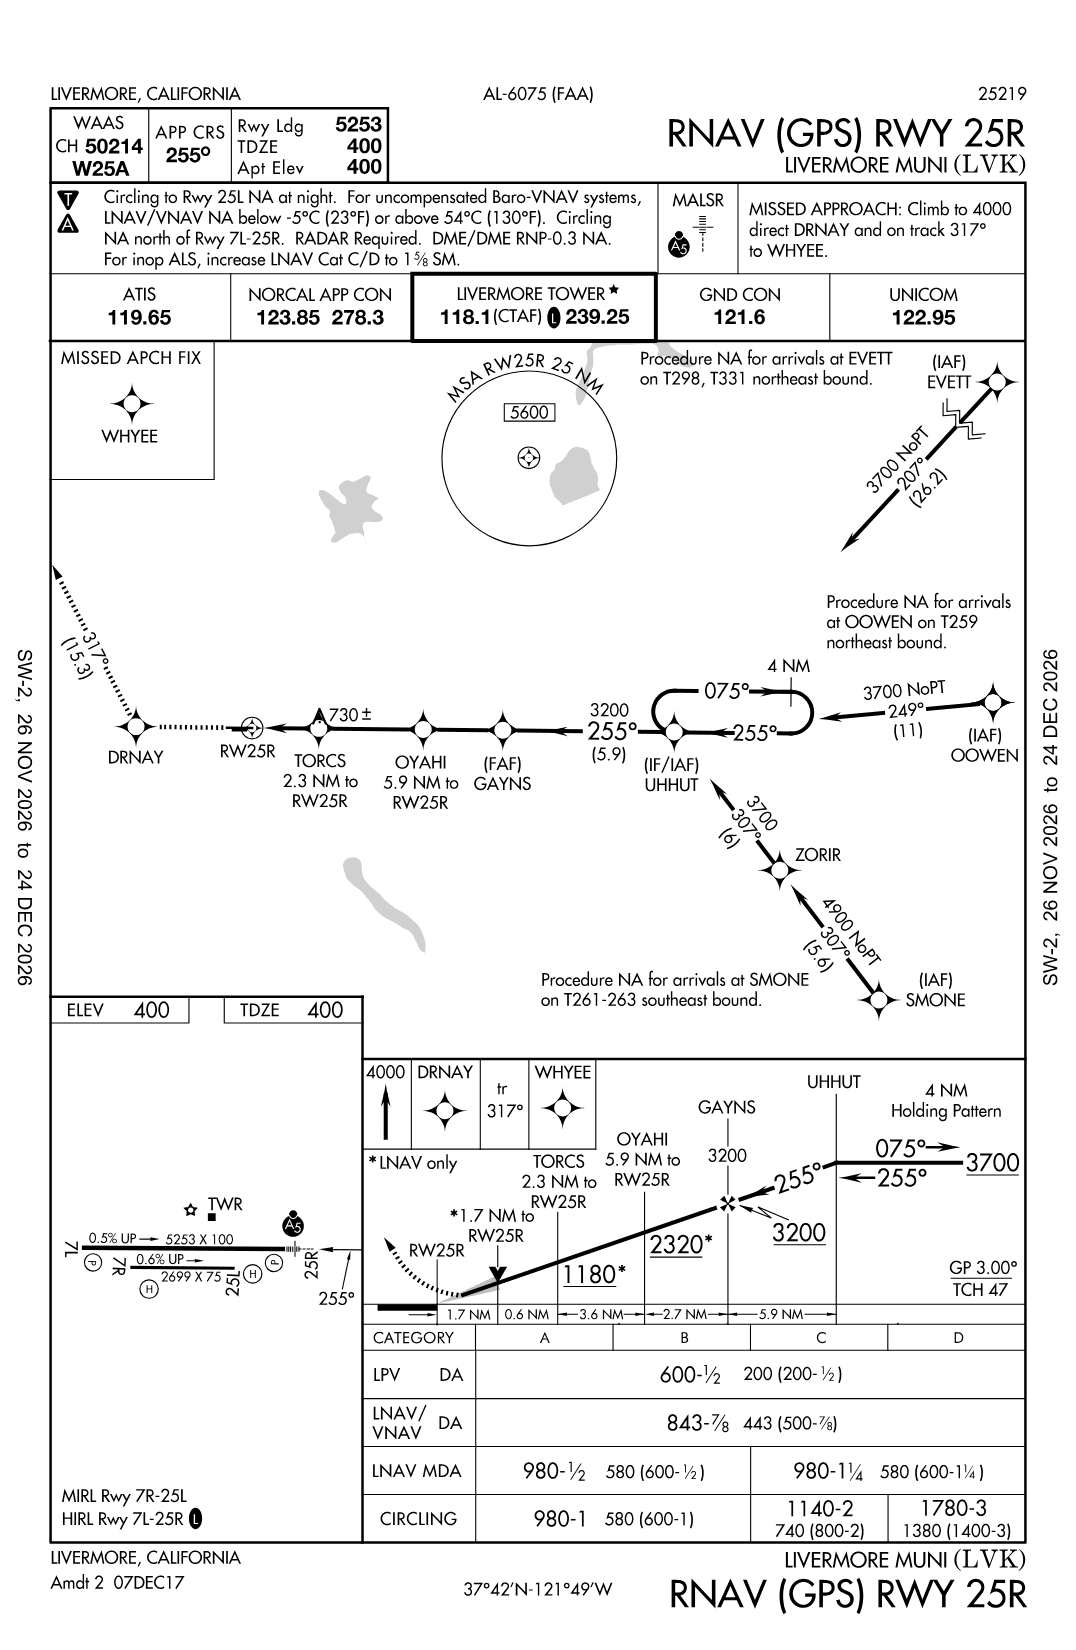 LIVERMORE, CALIFORNIA
AL-6075 (FAA)
25219
WAAS
CH 50214
W25A
APP CRS
255°
Rwy Ldg 5253
TDZE 400
Apt Elev 400
RNAV (GPS) RWY 25R
LIVERMORE MUNI (LVK)
T
A
Circling to Rwy 25L NA at night. For uncompensated Baro-VNAV systems,
LNAV/VNAV NA below -5°C (23°F) or above 54°C (130°F). Circling
NA north of Rwy 7L-25R. RADAR Required. DME/DME RNP-0.3 NA.
For inop ALS, increase LNAV Cat C/D to 1 5/8 SM.
MALSR
A5
MISSED APPROACH: Climb to 4000
direct DRNAY and on track 317°
to WHYEE.
ATIS
119.65
NORCAL APP CON
123.85 278.3
LIVERMORE TOWER★
118.1(CTAF) L 239.25
GND CON
121.6
UNICOM
122.95
MISSED APCH FIX
WHYEE
MSA RW25R 25 NM
5600
Procedure NA for arrivals at EVETT
on T298, T331 northeast bound.
(IAF)
EVETT
3700 NoPT
207°
(26.2)
Procedure NA for arrivals
at OOWEN on T259
northeast bound.
317°
(15.3)
4 NM
075°
255°
3700 NoPT
249°
(11)
(IAF)
OOWEN
DRNAY
RW25R
730 ±
TORCS
2.3 NM to
RW25R
OYAHI
5.9 NM to
RW25R
(FAF)
GAYNS
3200
255°
(5.9)
(IF/IAF)
UHHUT
3700
307°
(6)
ZORIR
4900 NoPT
307°
(5.6)
(IAF)
SMONE
Procedure NA for arrivals at SMONE
on T261-263 southeast bound.
SW-2, 26 NOV 2026 to 24 DEC 2026
SW-2, 26 NOV 2026 to 24 DEC 2026
ELEV 400
TDZE 400
TWR
A5
0.5% UP
5253 X 100
7L
P
7R
0.6% UP
2699 X 75
25L
H
H
P
25R
255°
MIRL Rwy 7R-25L
HIRL Rwy 7L-25R L
4000
DRNAY
tr
317°
WHYEE
*LNAV only
UHHUT
4 NM
Holding Pattern
GAYNS
3200
OYAHI
5.9 NM to
RW25R
TORCS
2.3 NM to
RW25R
*1.7 NM to
RW25R
RW25R
075°
255°
3700
255°
3200
2320*
1180*
GP 3.00°
TCH 47
1.7 NM
0.6 NM
3.6 NM
2.7 NM
5.9 NM
CATEGORY A B C D
LPV DA 600-½ 200 (200-½)
LNAV/
VNAV DA 843-⅞ 443 (500-⅞)
LNAV MDA 980-½ 580 (600-½) 980-1¼ 580 (600-1¼)
CIRCLING 980-1 580 (600-1)
1140-2
740 (800-2)
1780-3
1380 (1400-3)
LIVERMORE, CALIFORNIA
Amdt 2 07DEC17
37°42'N-121°49'W
LIVERMORE MUNI (LVK)
RNAV (GPS) RWY 25R